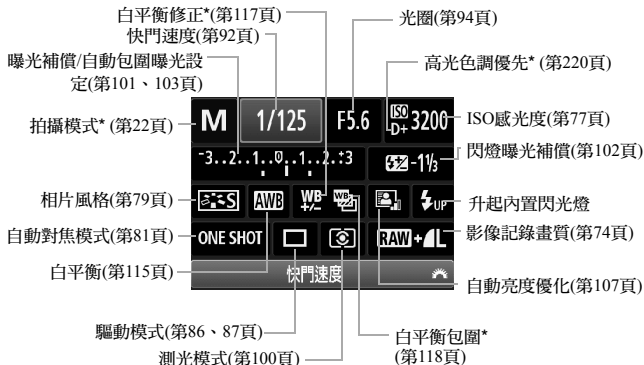 白平衡修正*(第117頁)
快門速度(第92頁)
光圈(第94頁)
曝光補償/自動包圍曝光設
定(第101、103頁)
高光色調優先* (第220頁)
拍攝模式* (第22頁)
M 1/125 F5.6 ISO D+ 3200
ISO感光度(第77頁)
-3..2..1..0..1..2.+3 -1⅓
閃燈曝光補償(第102頁)
相片風格(第79頁)
S AWB WB +/- WB UP
升起內置閃光燈
自動對焦模式(第81頁)
ONE SHOT RAW+L
影像記錄畫質(第74頁)
白平衡(第115頁)
快門速度
自動亮度優化(第107頁)
驅動模式(第86、87頁)
白平衡包圍*
(第118頁)
測光模式(第100頁)